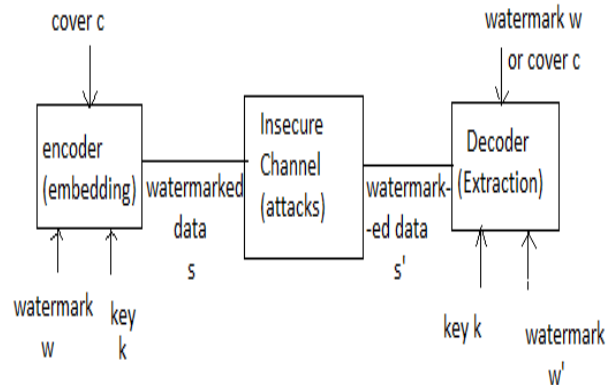 cover c
encoder
(embedding)
watermark
w
key
k
watermarked
data
s
Insecure
Channel
(attacks)
watermark-
-ed data
s'
watermark w
or cover c
Decoder
(Extraction)
key k
watermark
w'